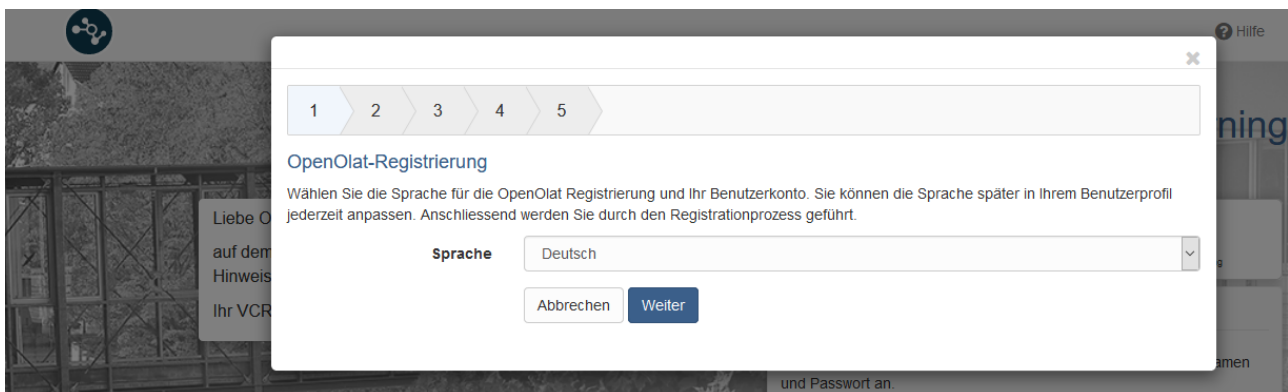 Hilfe
1 2 3 4 5
ning
OpenOlat-Registrierung
Wählen Sie die Sprache für die OpenOlat Registrierung und Ihr Benutzerkonto. Sie können die Sprache später in Ihrem Benutzerprofil
jederzeit anpassen. Anschliessend werden Sie durch den Registrationprozess geführt.
Liebe O
auf dem
Hinweis
Ihr VCR
Sprache Deutsch
g
Abbrechen Weiter
amen
und Passwort an.